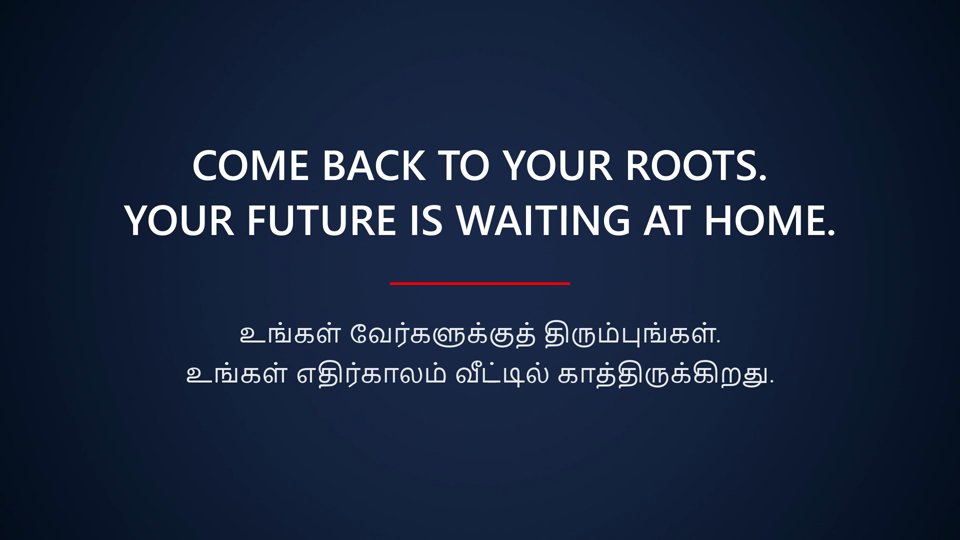 COME BACK TO YOUR ROOTS.
YOUR FUTURE IS WAITING AT HOME.
உங்கள் வேர்களுக்குத் திரும்புங்கள்.
உங்கள் எதிர்காலம் வீட்டில் காத்திருக்கிறது.